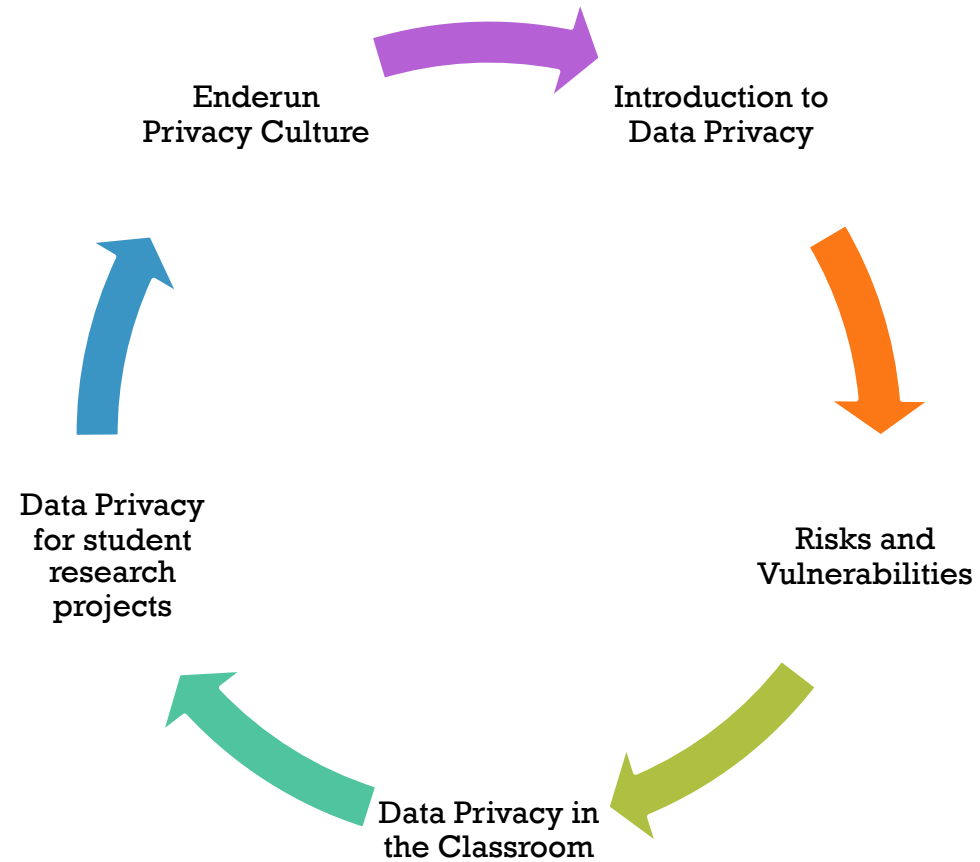 Enderun
Privacy Culture
Introduction to
Data Privacy
Risks and
Vulnerabilities
Data Privacy in
the Classroom
Data Privacy
for student
research
projects